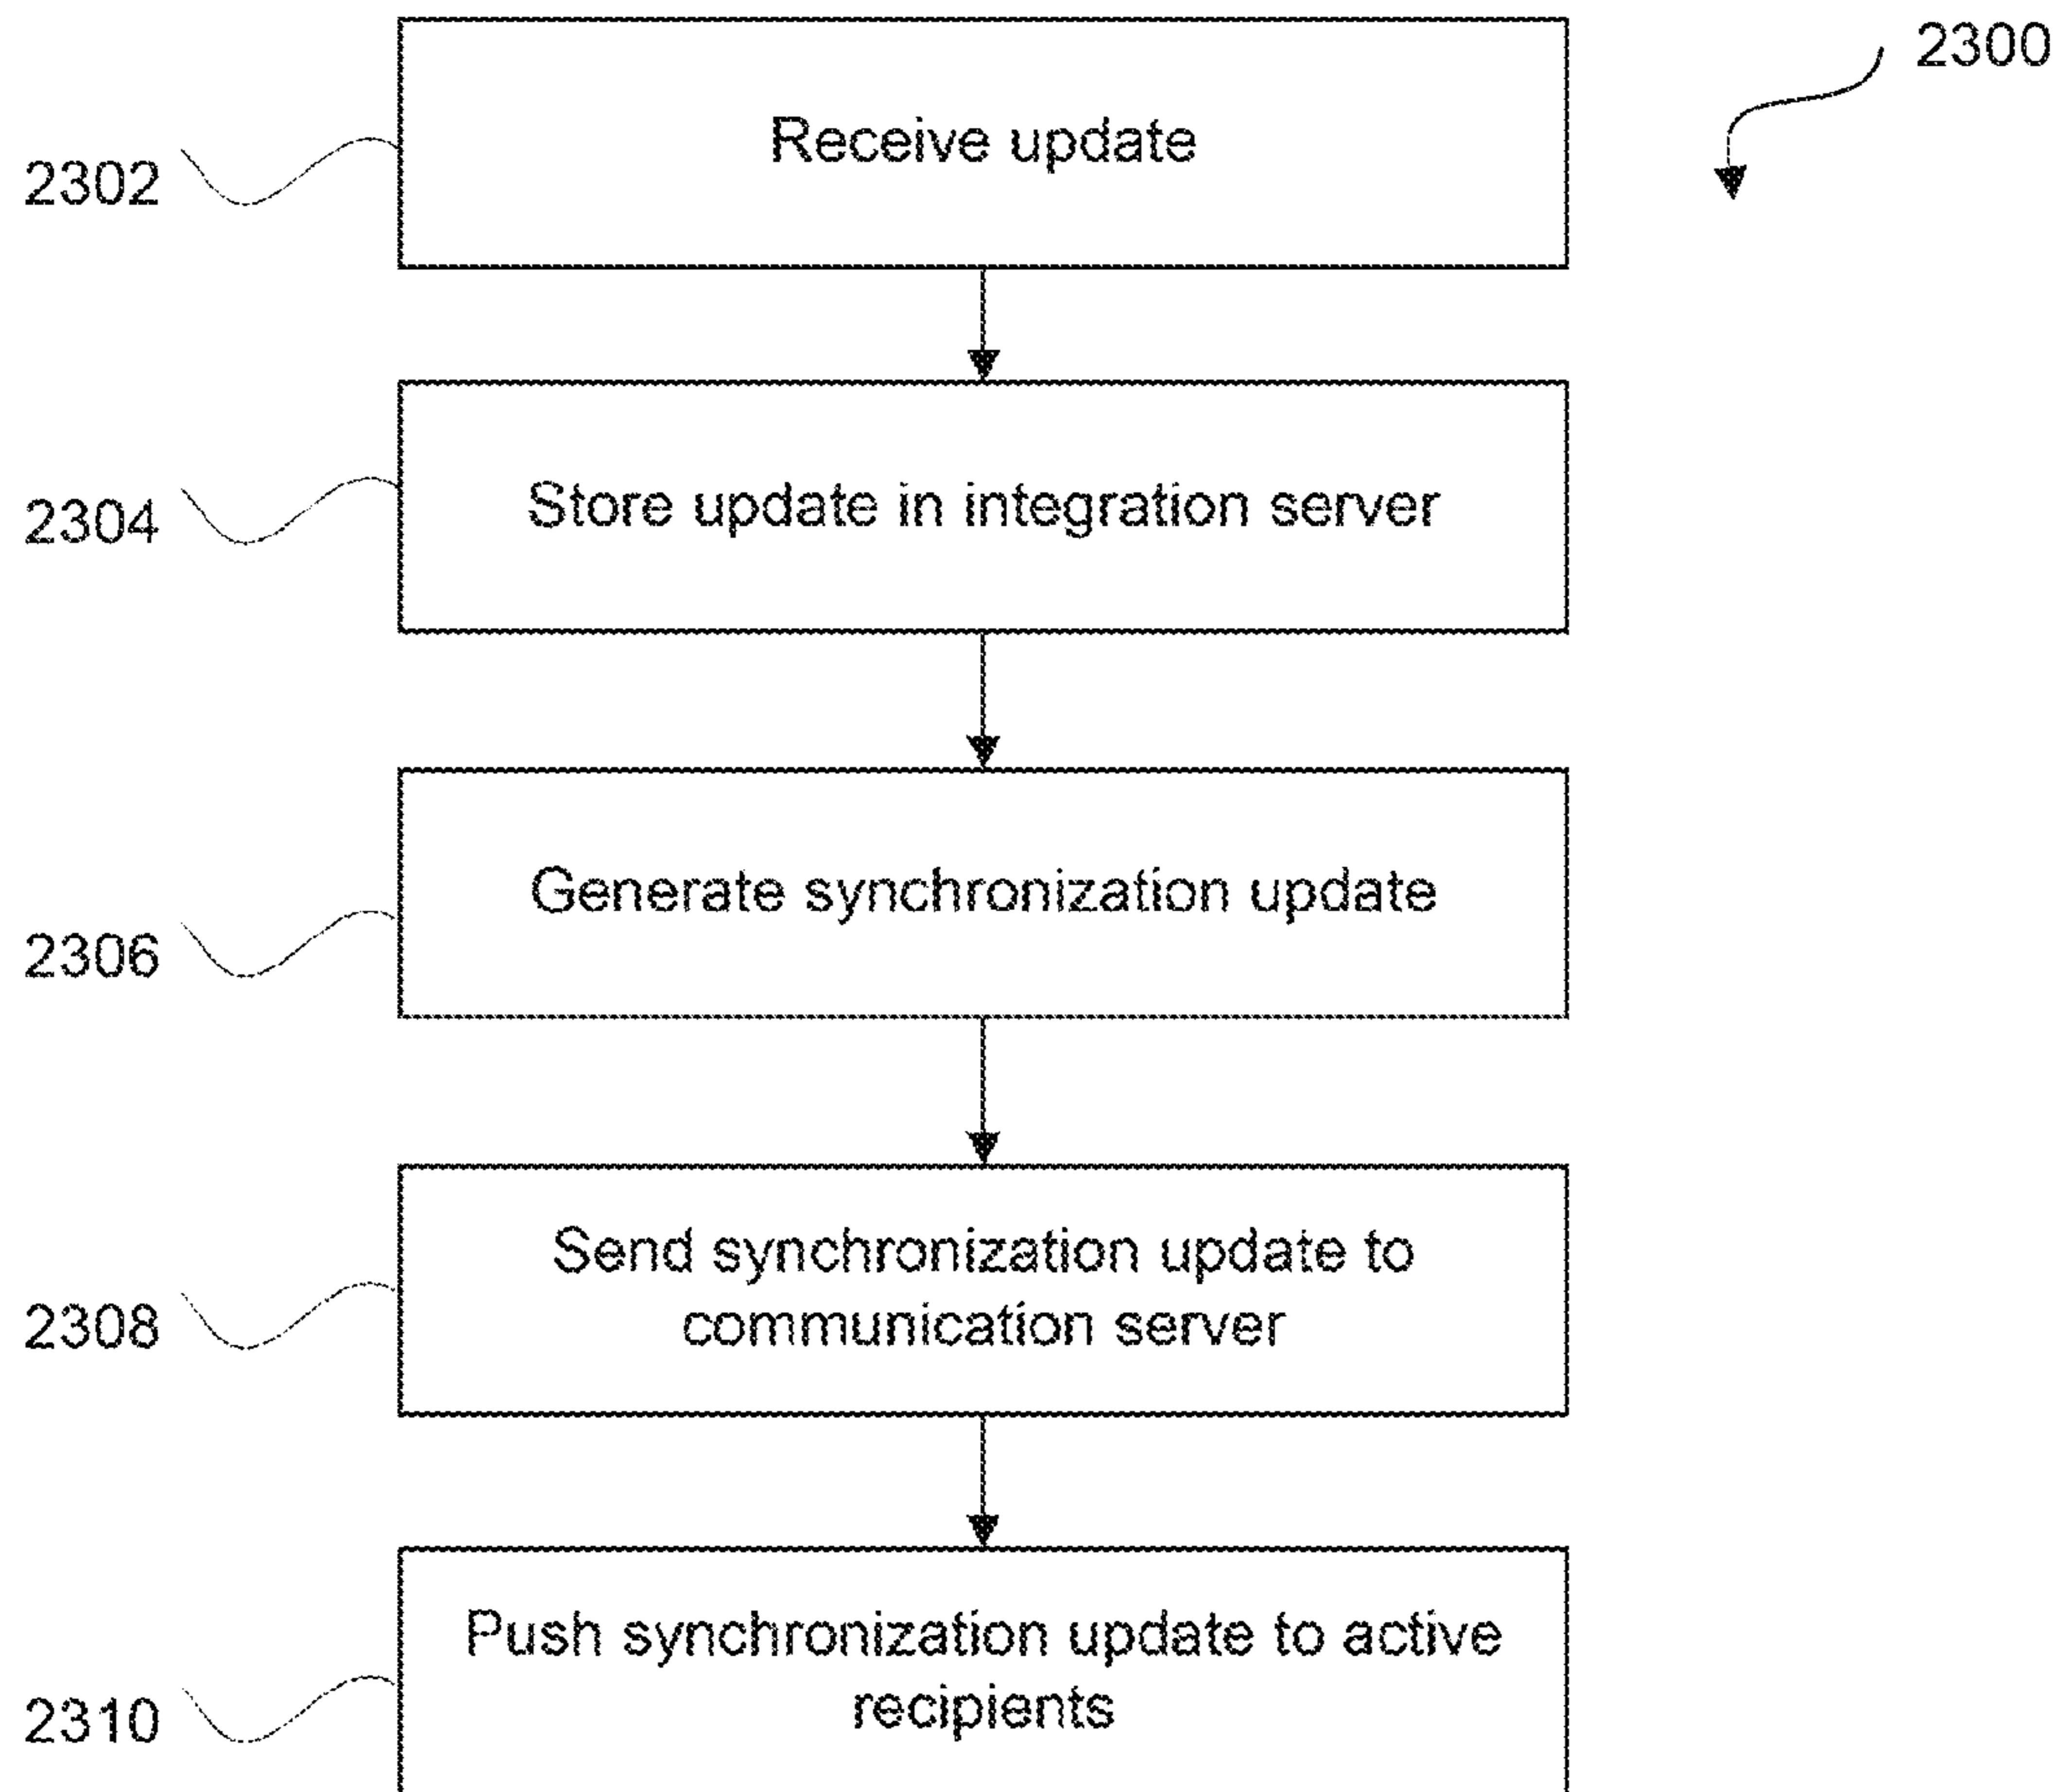 2300
Receive update
2302
Store update in integration server
2304
Generate synchronization update
2306
Send synchronization update to
communication server
2308
Push synchronization update to active
recipients
2310